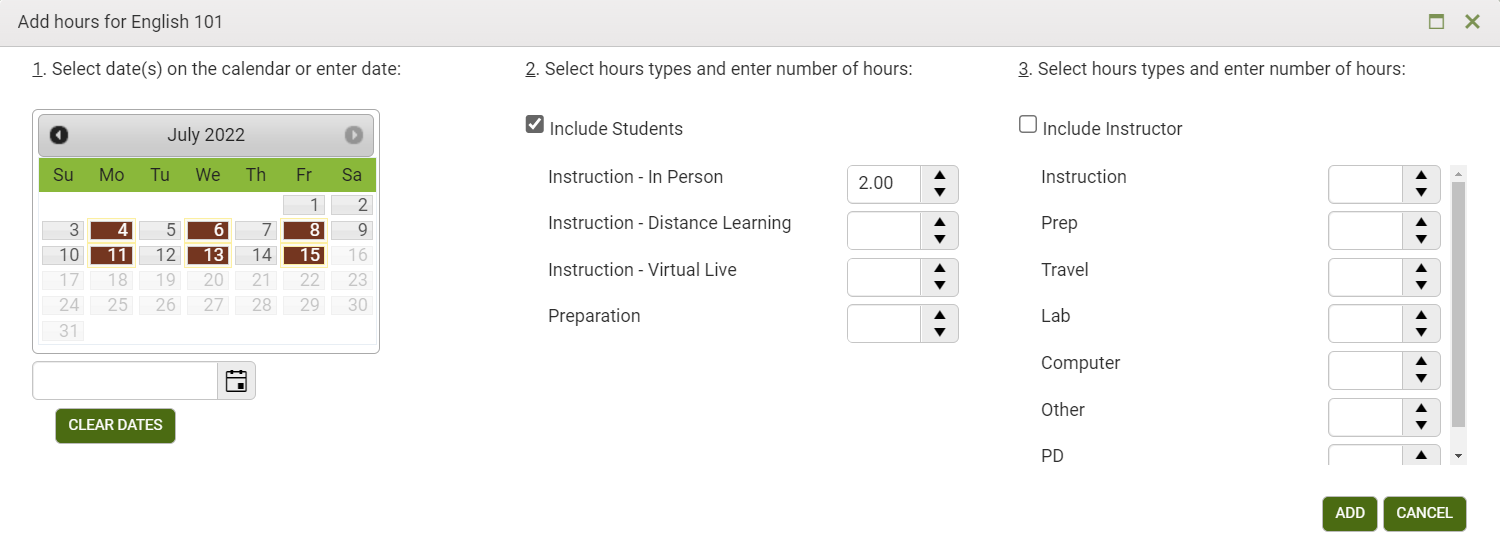 Add hours for English 101
1. Select date(s) on the calendar or enter date:
July 2022
Su Mo Tu We Th Fr Sa
1 2
3 4 5 6 7 8 9
10 11 12 13 14 15 16
17 18 19 20 21 22 23
24 25 26 27 28 29 30
31
CLEAR DATES
2. Select hours types and enter number of hours:
Include Students
Instruction - In Person 2.00
Instruction - Distance Learning
Instruction - Virtual Live
Preparation
3. Select hours types and enter number of hours:
Include Instructor
Instruction
Prep
Travel
Lab
Computer
Other
PD
ADD CANCEL